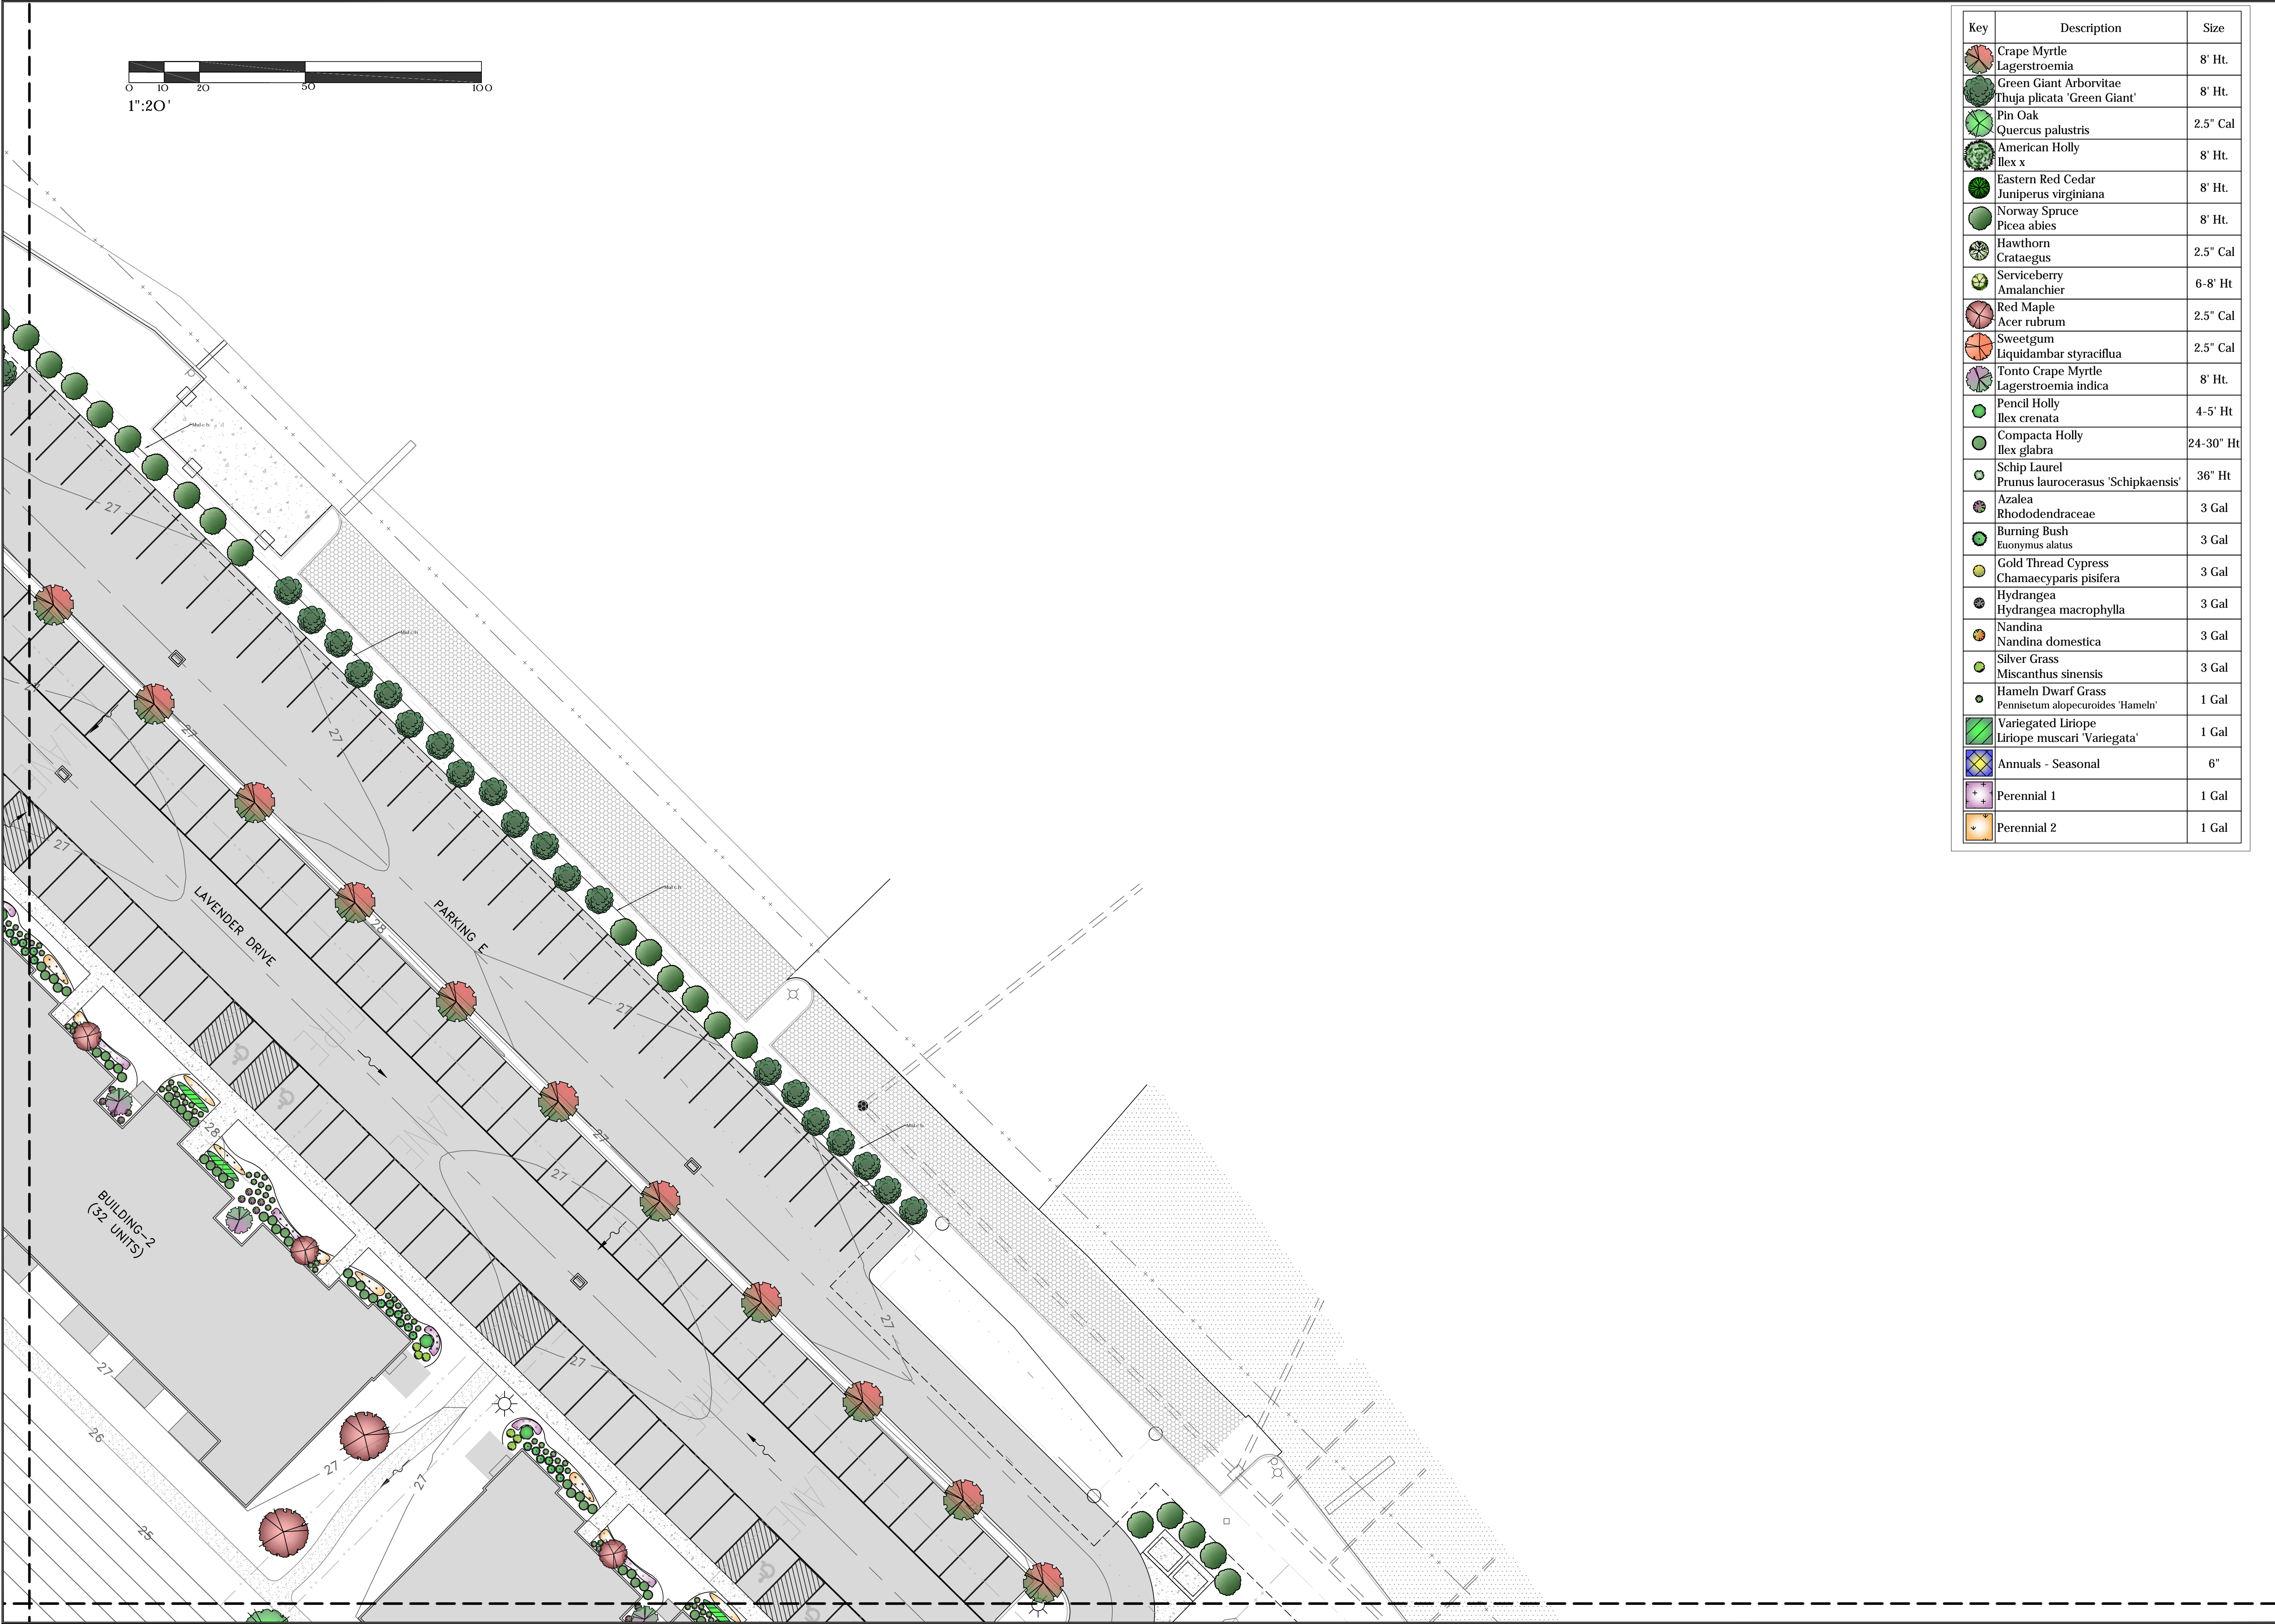 0 10 20 50 100
1":20'
Key Description Size
Crape Myrtle
Lagerstroemia
8' Ht.
Green Giant Arborvitae
Thuja plicata 'Green Giant'
8' Ht.
Pin Oak
Quercus palustris
2.5" Cal
American Holly
Ilex x
8' Ht.
Eastern Red Cedar
Juniperus virginiana
8' Ht.
Norway Spruce
Picea abies
8' Ht.
Hawthorn
Crataegus
2.5" Cal
Serviceberry
Amalanchier
6-8' Ht
Red Maple
Acer rubrum
2.5" Cal
Sweetgum
Liquidambar styraciflua
2.5" Cal
Tonto Crape Myrtle
Lagerstroemia indica
8' Ht.
Pencil Holly
Ilex crenata
4-5' Ht
Compacta Holly
Ilex glabra
24-30" Ht
Schip Laurel
Prunus laurocerasus 'Schipkaensis'
36" Ht
Azalea
Rhododendraceae
3 Gal
Burning Bush
Euonymus alatus
3 Gal
Gold Thread Cypress
Chamaecyparis pisifera
3 Gal
Hydrangea
Hydrangea macrophylla
3 Gal
Nandina
Nandina domestica
3 Gal
Silver Grass
Miscanthus sinensis
3 Gal
Hameln Dwarf Grass
Pennisetum alopecuroides 'Hameln'
1 Gal
Variegated Liriope
Liriope muscari 'Variegata'
1 Gal
Annuals - Seasonal
6"
Perennial 1
1 Gal
Perennial 2
1 Gal
Mulch
27
Mulch
27
27
27
27
Mulch
LAVENDER DRIVE
PARKING E
28
27
FIRE
LANE
Mulch
28
27
27
BUILDING-2
(32 UNITS)
27
27
27
26
27
27
25
LANE